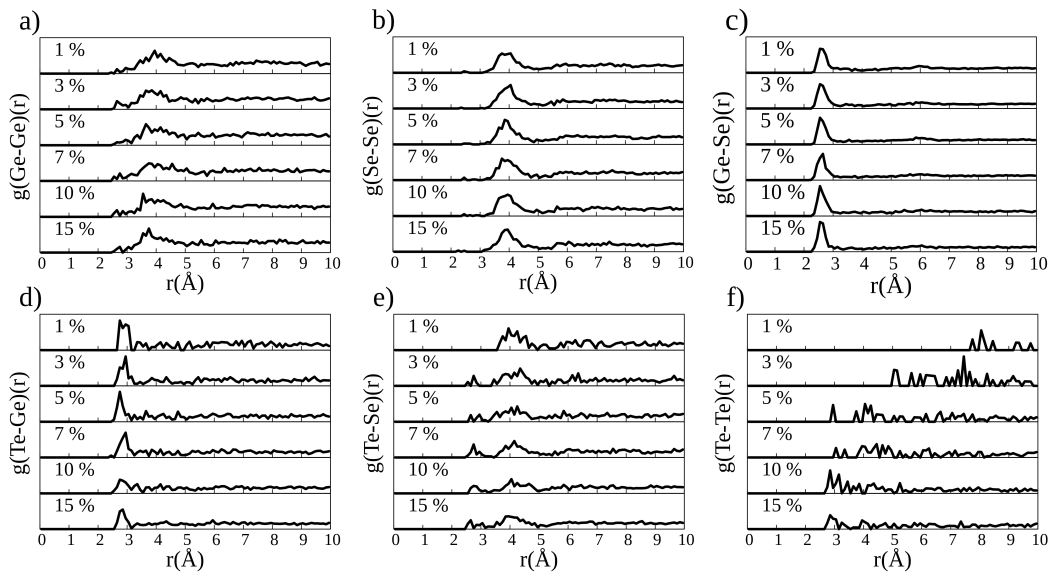 a)
g(Ge-Ge)(r)
1 %
3 %
5 %
7 %
10 %
15 %
0 1 2 3 4 5 6 7 8 9 10
r(Å)
b)
g(Se-Se)(r)
1 %
3 %
5 %
7 %
10 %
15 %
0 1 2 3 4 5 6 7 8 9 10
r(Å)
c)
g(Ge-Se)(r)
1 %
3 %
5 %
7 %
10 %
15 %
0 1 2 3 4 5 6 7 8 9 10
r(Å)
d)
g(Te-Ge)(r)
1 %
3 %
5 %
7 %
10 %
15 %
0 1 2 3 4 5 6 7 8 9 10
r(Å)
e)
g(Te-Se)(r)
1 %
3 %
5 %
7 %
10 %
15 %
0 1 2 3 4 5 6 7 8 9 10
r(Å)
f)
g(Te-Te)(r)
1 %
3 %
5 %
7 %
10 %
15 %
0 1 2 3 4 5 6 7 8 9 10
r(Å)